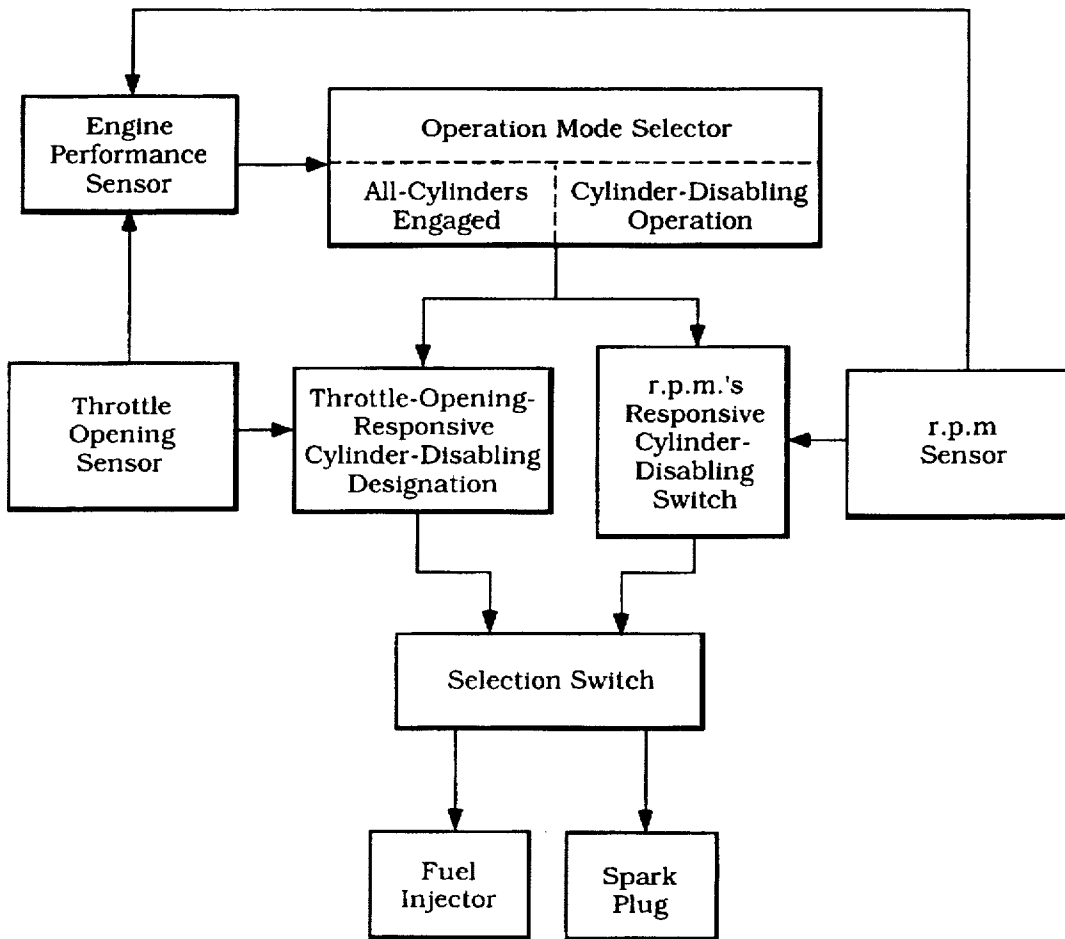 Engine
Performance
Sensor
Operation Mode Selector
All-Cylinders
Engaged
Cylinder-Disabling
Operation
Throttle
Opening
Sensor
Throttle-Opening-
Responsive
Cylinder-Disabling
Designation
r.p.m.'s
Responsive
Cylinder-
Disabling
Switch
r.p.m
Sensor
Selection Switch
Fuel
Injector
Spark
Plug